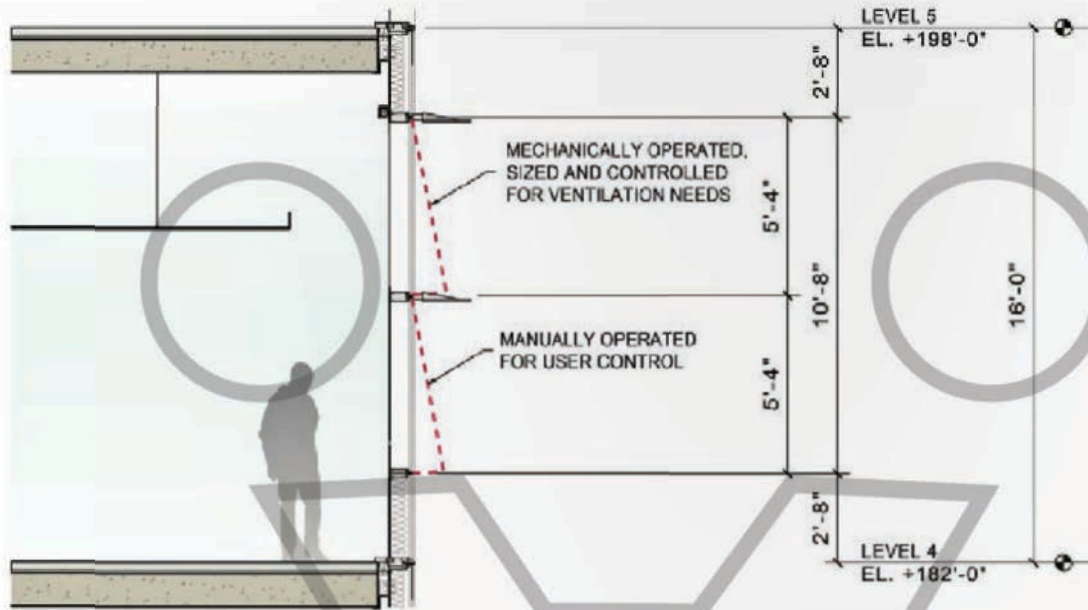 LEVEL 5
EL. +198'-0"
2'-8"
MECHANICALLY OPERATED,
SIZED AND CONTROLLED
FOR VENTILATION NEEDS
5'-4"
10'-8"
16'-0"
MANUALLY OPERATED
FOR USER CONTROL
5'-4"
2'-8"
LEVEL 4
EL. +182'-0"